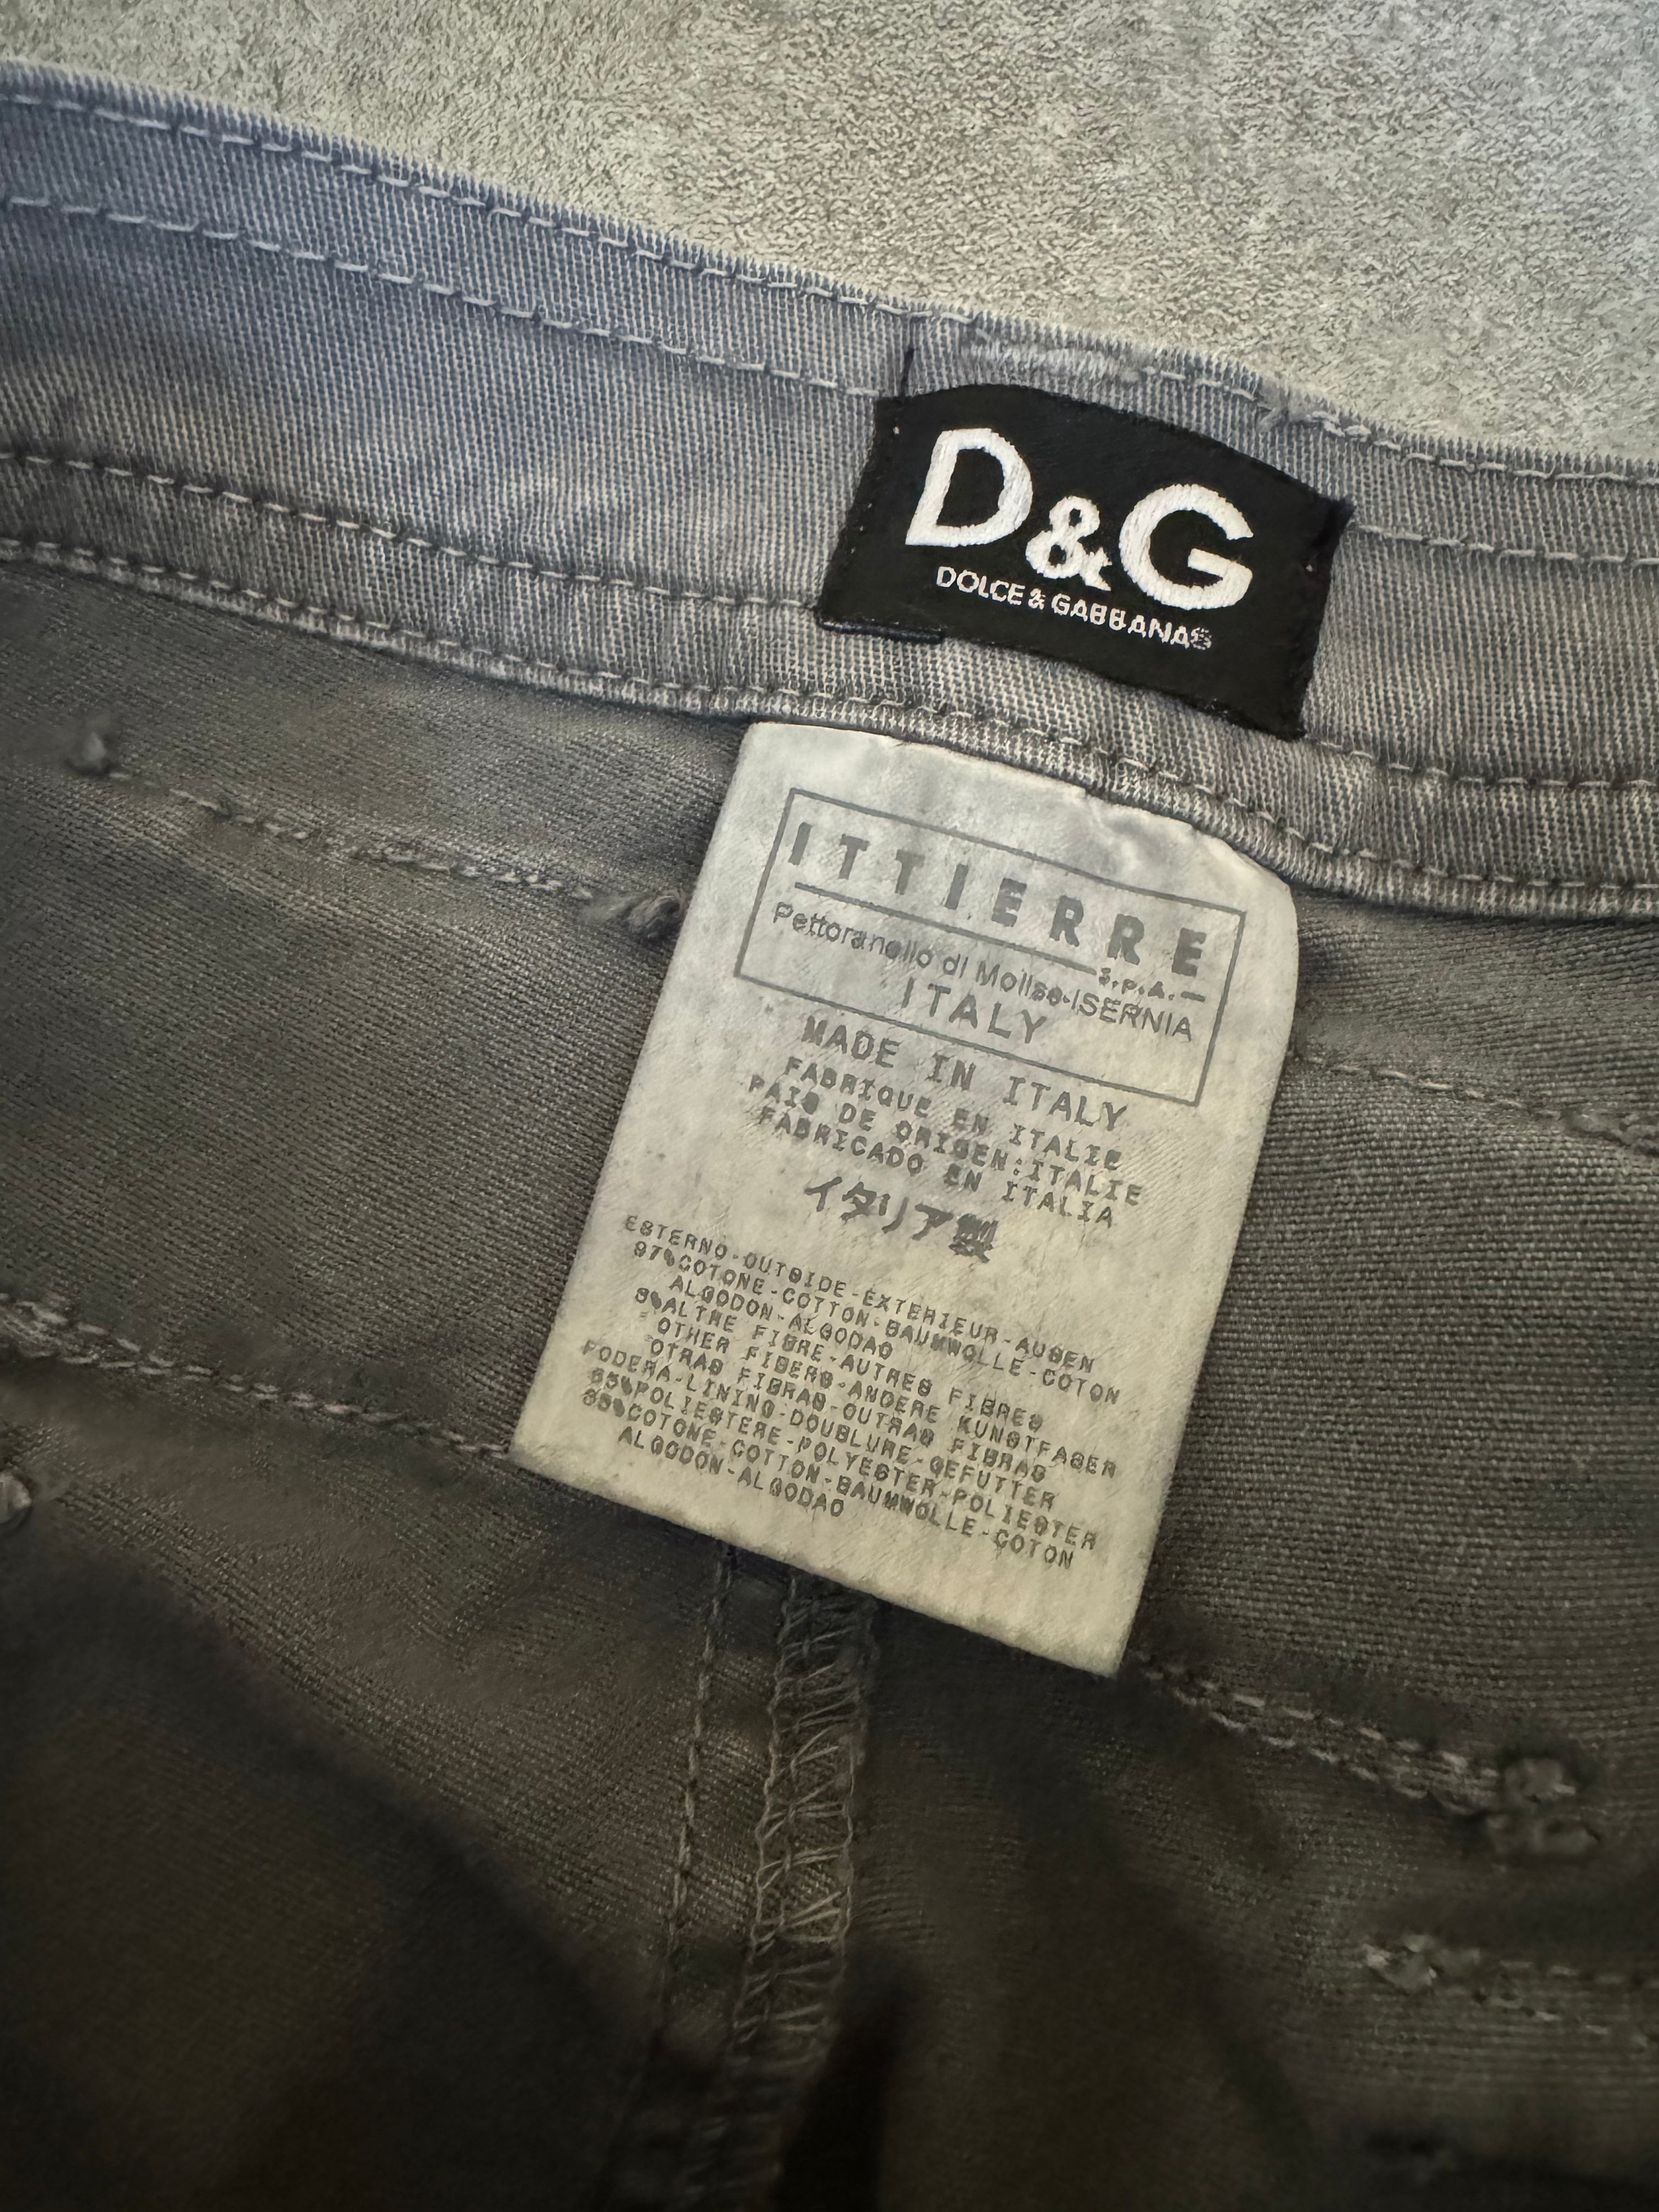 D&G
DOLCE & GABBANA®
ITTIERRE
S.p.A.
Pettoranello di Molise-ISERNIA
ITALY
MADE IN ITALY
FABRIQUE EN ITALIE
PAIS DE ORIGEN:ITALIE
FABRICADO EN ITALIA
イタリア製
ESTERNO-OUTSIDE-EXTERIEUR-AUSEN
97%COTONE-COTTON-BAUMWOLLE-COTON
ALGODON-ALGODAO
3%ALTRE FIBRE-AUTRES FIBRES
OTHER FIBERS-ANDERE KUNSTFASER
OTRAS FIBRAS-OUTRAS FIBRAS
FODERA-LINING-DOUBLURE-GEFUTTER
65%POLIESTERE-POLYESTER-POLIESTER
35%COTONE-COTTON-BAUMWOLLE-COTON
ALGODON-ALGODAO